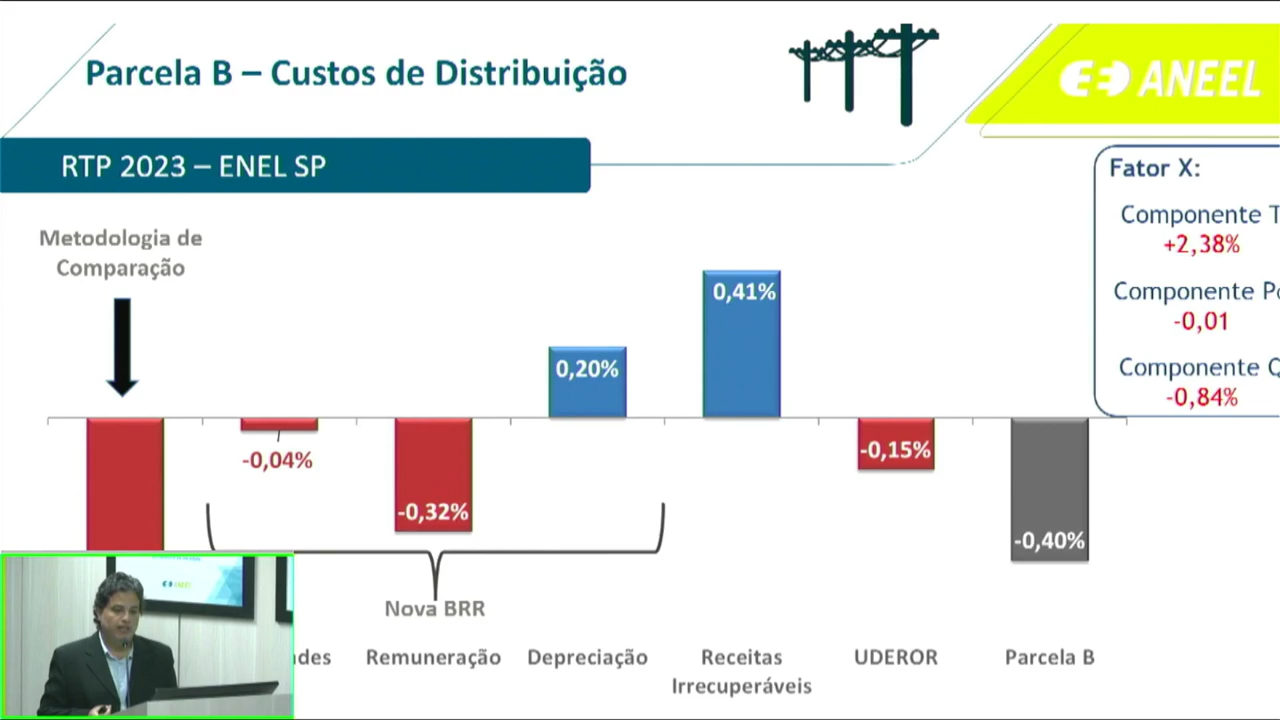 Parcela B – Custos de Distribuição
ANEEL
RTP 2023 – ENEL SP
Fator X:
Componente T
+2,38%
Componente
-0,01
Componente Q
-0,84%
Metodologia de
Comparação
0,41%
0,20%
-0,04%
-0,32%
-0,15%
-0,40%
Nova BRR
Remuneração
Depreciação
Receitas
Irrecuperáveis
UDEROR
Parcela B
ANEEL